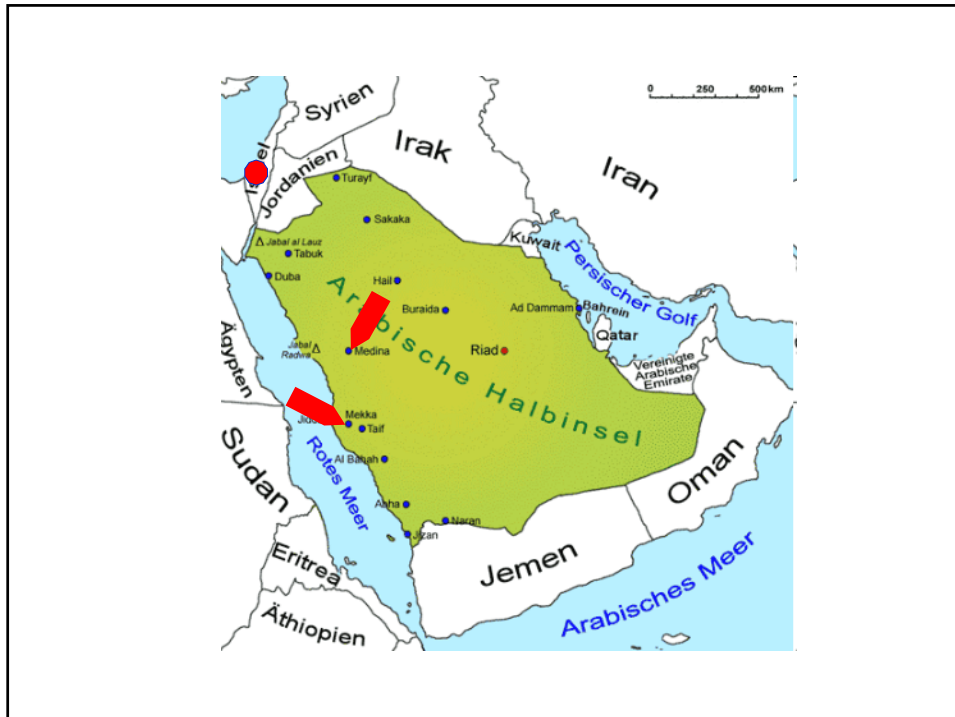 0 250 500 km
Syrien
Irak
Iran
Jordanien
Turayf
Sakaka
Kuwait
Jabal al Lauz
Tabuk
Duba
Hail
Persischer Golf
Buraida
Ad Dammam
Bahrein
Qatar
Ägypten
Jabal
Radwa
Medina
Riad
Vereinigte
Arabische
Emirate
Arabische Halbinsel
Mekka
Taif
Rotes Meer
Al Bahah
Sudan
Oman
Abha
Naran
Jizan
Jemen
Eritrea
Arabisches Meer
Äthiopien